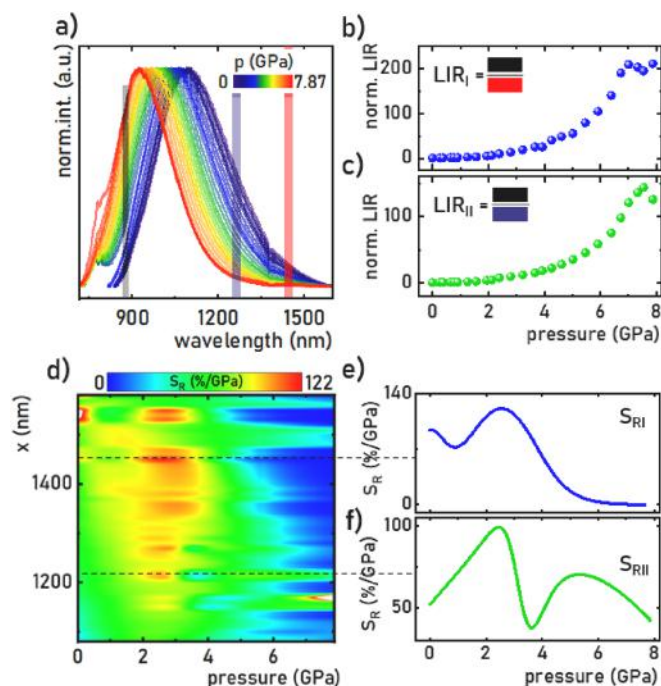 a)
p (GPa)
0
7.87
norm.int. (a.u.)
900
1200
1500
wavelength (nm)
b)
norm. LIR
200
100
0
LIR_I =
c)
norm. LIR
100
0
LIR_II =
0
2
4
6
8
pressure (GPa)
d)
0
S_R (%/GPa)
122
x (nm)
1400
1200
0
2
4
6
pressure (GPa)
e)
S_R (%/GPa)
140
0
S_RI
f)
S_R (%/GPa)
100
50
S_RII
0
2
4
6
8
pressure (GPa)